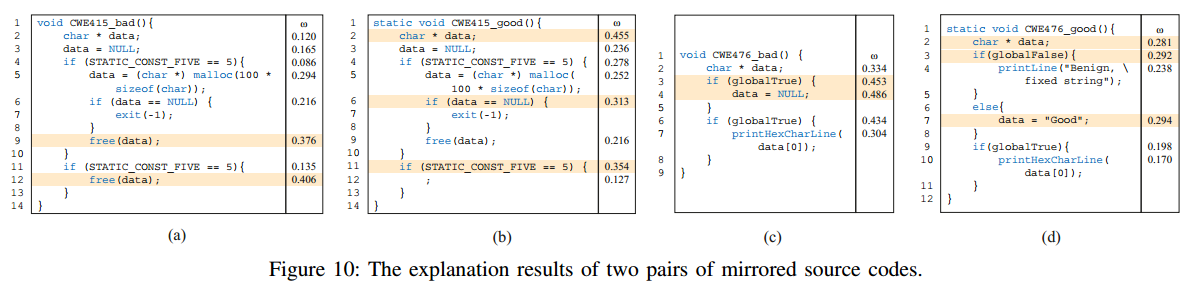 1 void CWE415_bad(){ ω
2 char * data; 0.120
3 data = NULL; 0.165
4 if (STATIC_CONST_FIVE == 5){ 0.086
5 data = (char *) malloc(100 * 0.294
sizeof(char));
6 if (data == NULL) { 0.216
7 exit(-1);
8 }
9 free(data); 0.376
10 }
11 if (STATIC_CONST_FIVE == 5){ 0.135
12 free(data); 0.406
13 }
14 }
(a)
1 static void CWE415_good(){ ω
2 char * data; 0.455
3 data = NULL; 0.236
4 if (STATIC_CONST_FIVE == 5) { 0.278
5 data = (char *) malloc( 0.252
100 * sizeof(char));
6 if (data == NULL) { 0.313
7 exit(-1);
8 }
9 free(data); 0.216
10 }
11 if (STATIC_CONST_FIVE == 5) { 0.354
12 ; 0.127
13 }
14 }
(b)
1 void CWE476_bad() { ω
2 char * data; 0.334
3 if (globalTrue) { 0.453
4 data = NULL; 0.486
5 }
6 if (globalTrue) { 0.434
7 printHexCharLine( 0.304
data[0]);
8 }
9 }
(c)
1 static void CWE476_good(){ ω
2 char * data; 0.281
3 if(globalFalse){ 0.292
4 printLine("Benign, \ 0.238
fixed string");
5 }
6 else{
7 data = "Good"; 0.294
8 }
9 if(globalTrue){ 0.198
10 printHexCharLine( 0.170
data[0]);
11 }
12 }
(d)
Figure 10: The explanation results of two pairs of mirrored source codes.